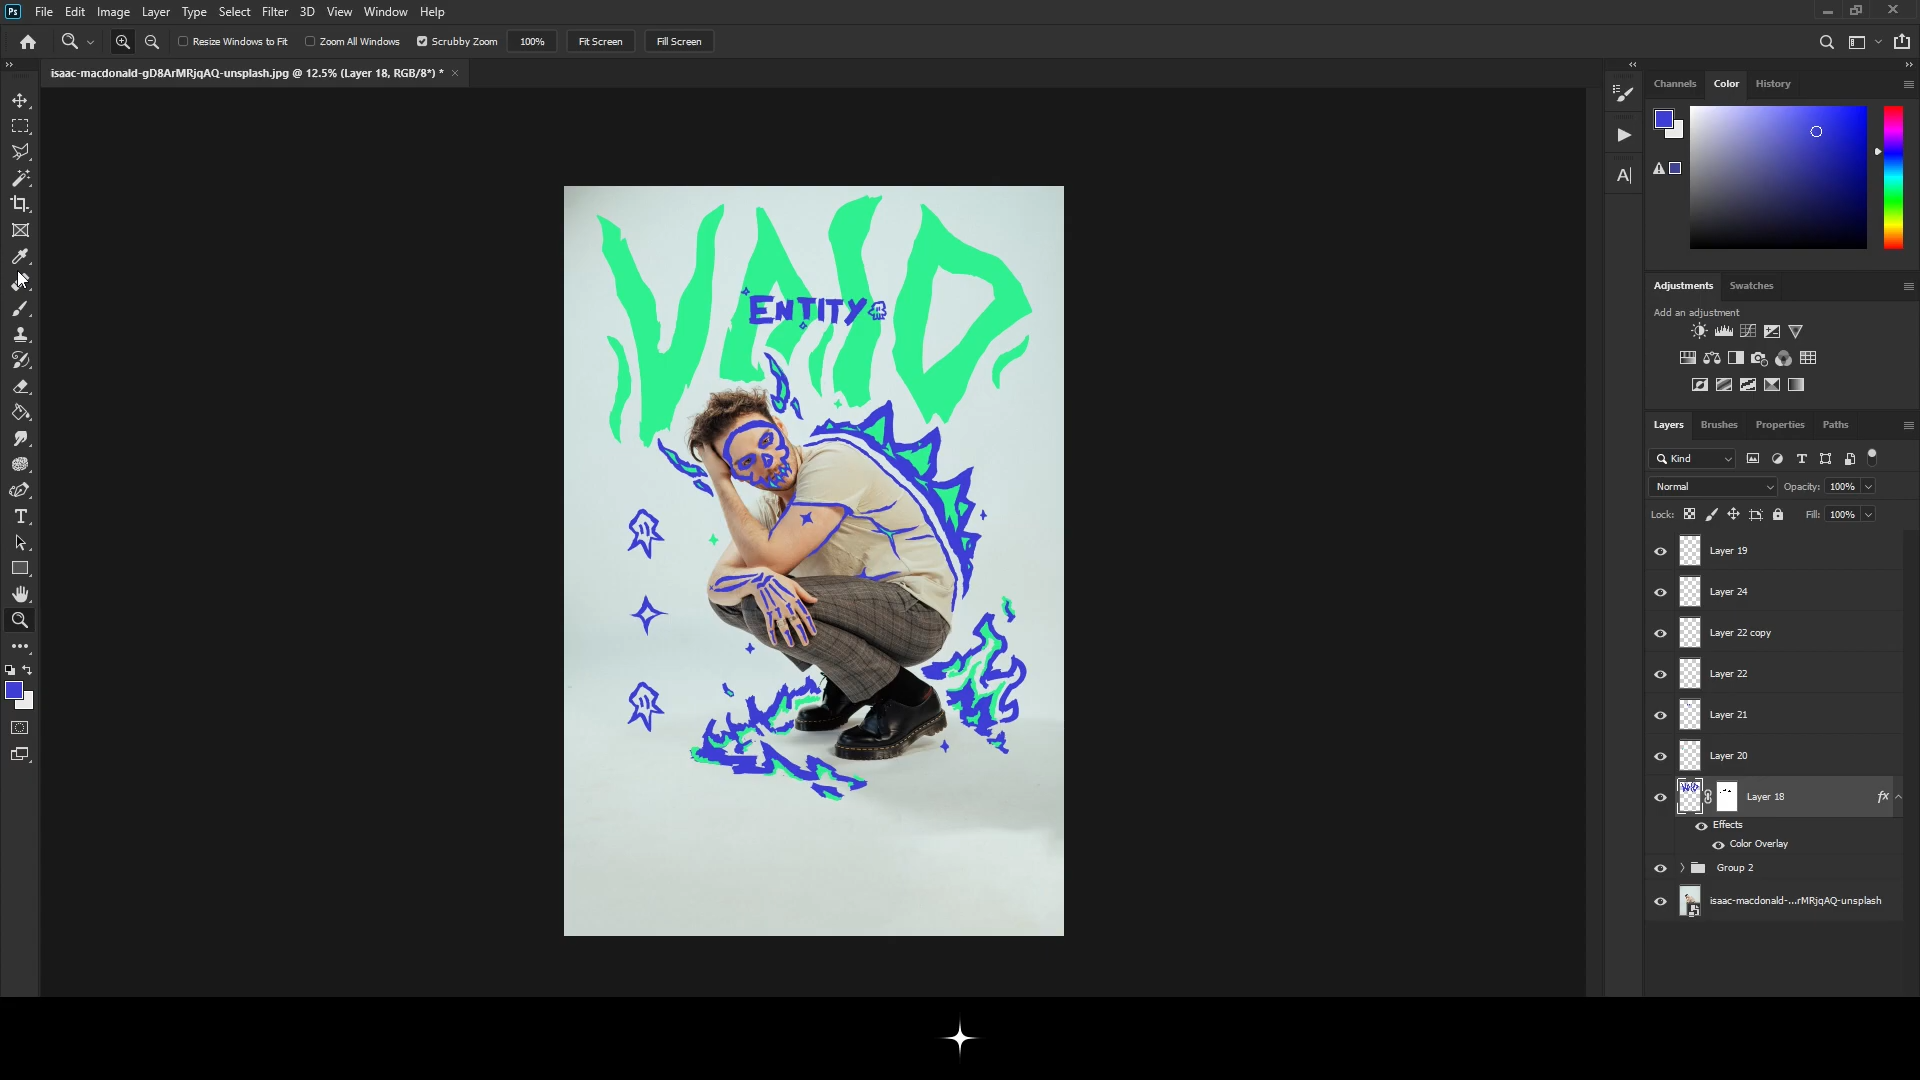 Ps File Edit Image Layer Type Select Filter 3D View Window Help
Resize Windows to Fit Zoom All Windows Scrubby Zoom 100% Fit Screen Fill Screen
isaac-macdonald-gD8ArMRjqAQ-unsplash.jpg @ 12.5% (Layer 18, RGB/8*) *
Channels Color History
VOID
ENTITY
Adjustments Swatches
Add an adjustment
Layers Brushes Properties Paths
Kind
Normal Opacity: 100%
Lock: Fill: 100%
Layer 19
Layer 24
Layer 22 copy
Layer 22
Layer 21
Layer 20
Layer 18 fx
Effects
Color Overlay
Group 2
isaac-macdonald-...rMRjqAQ-unsplash